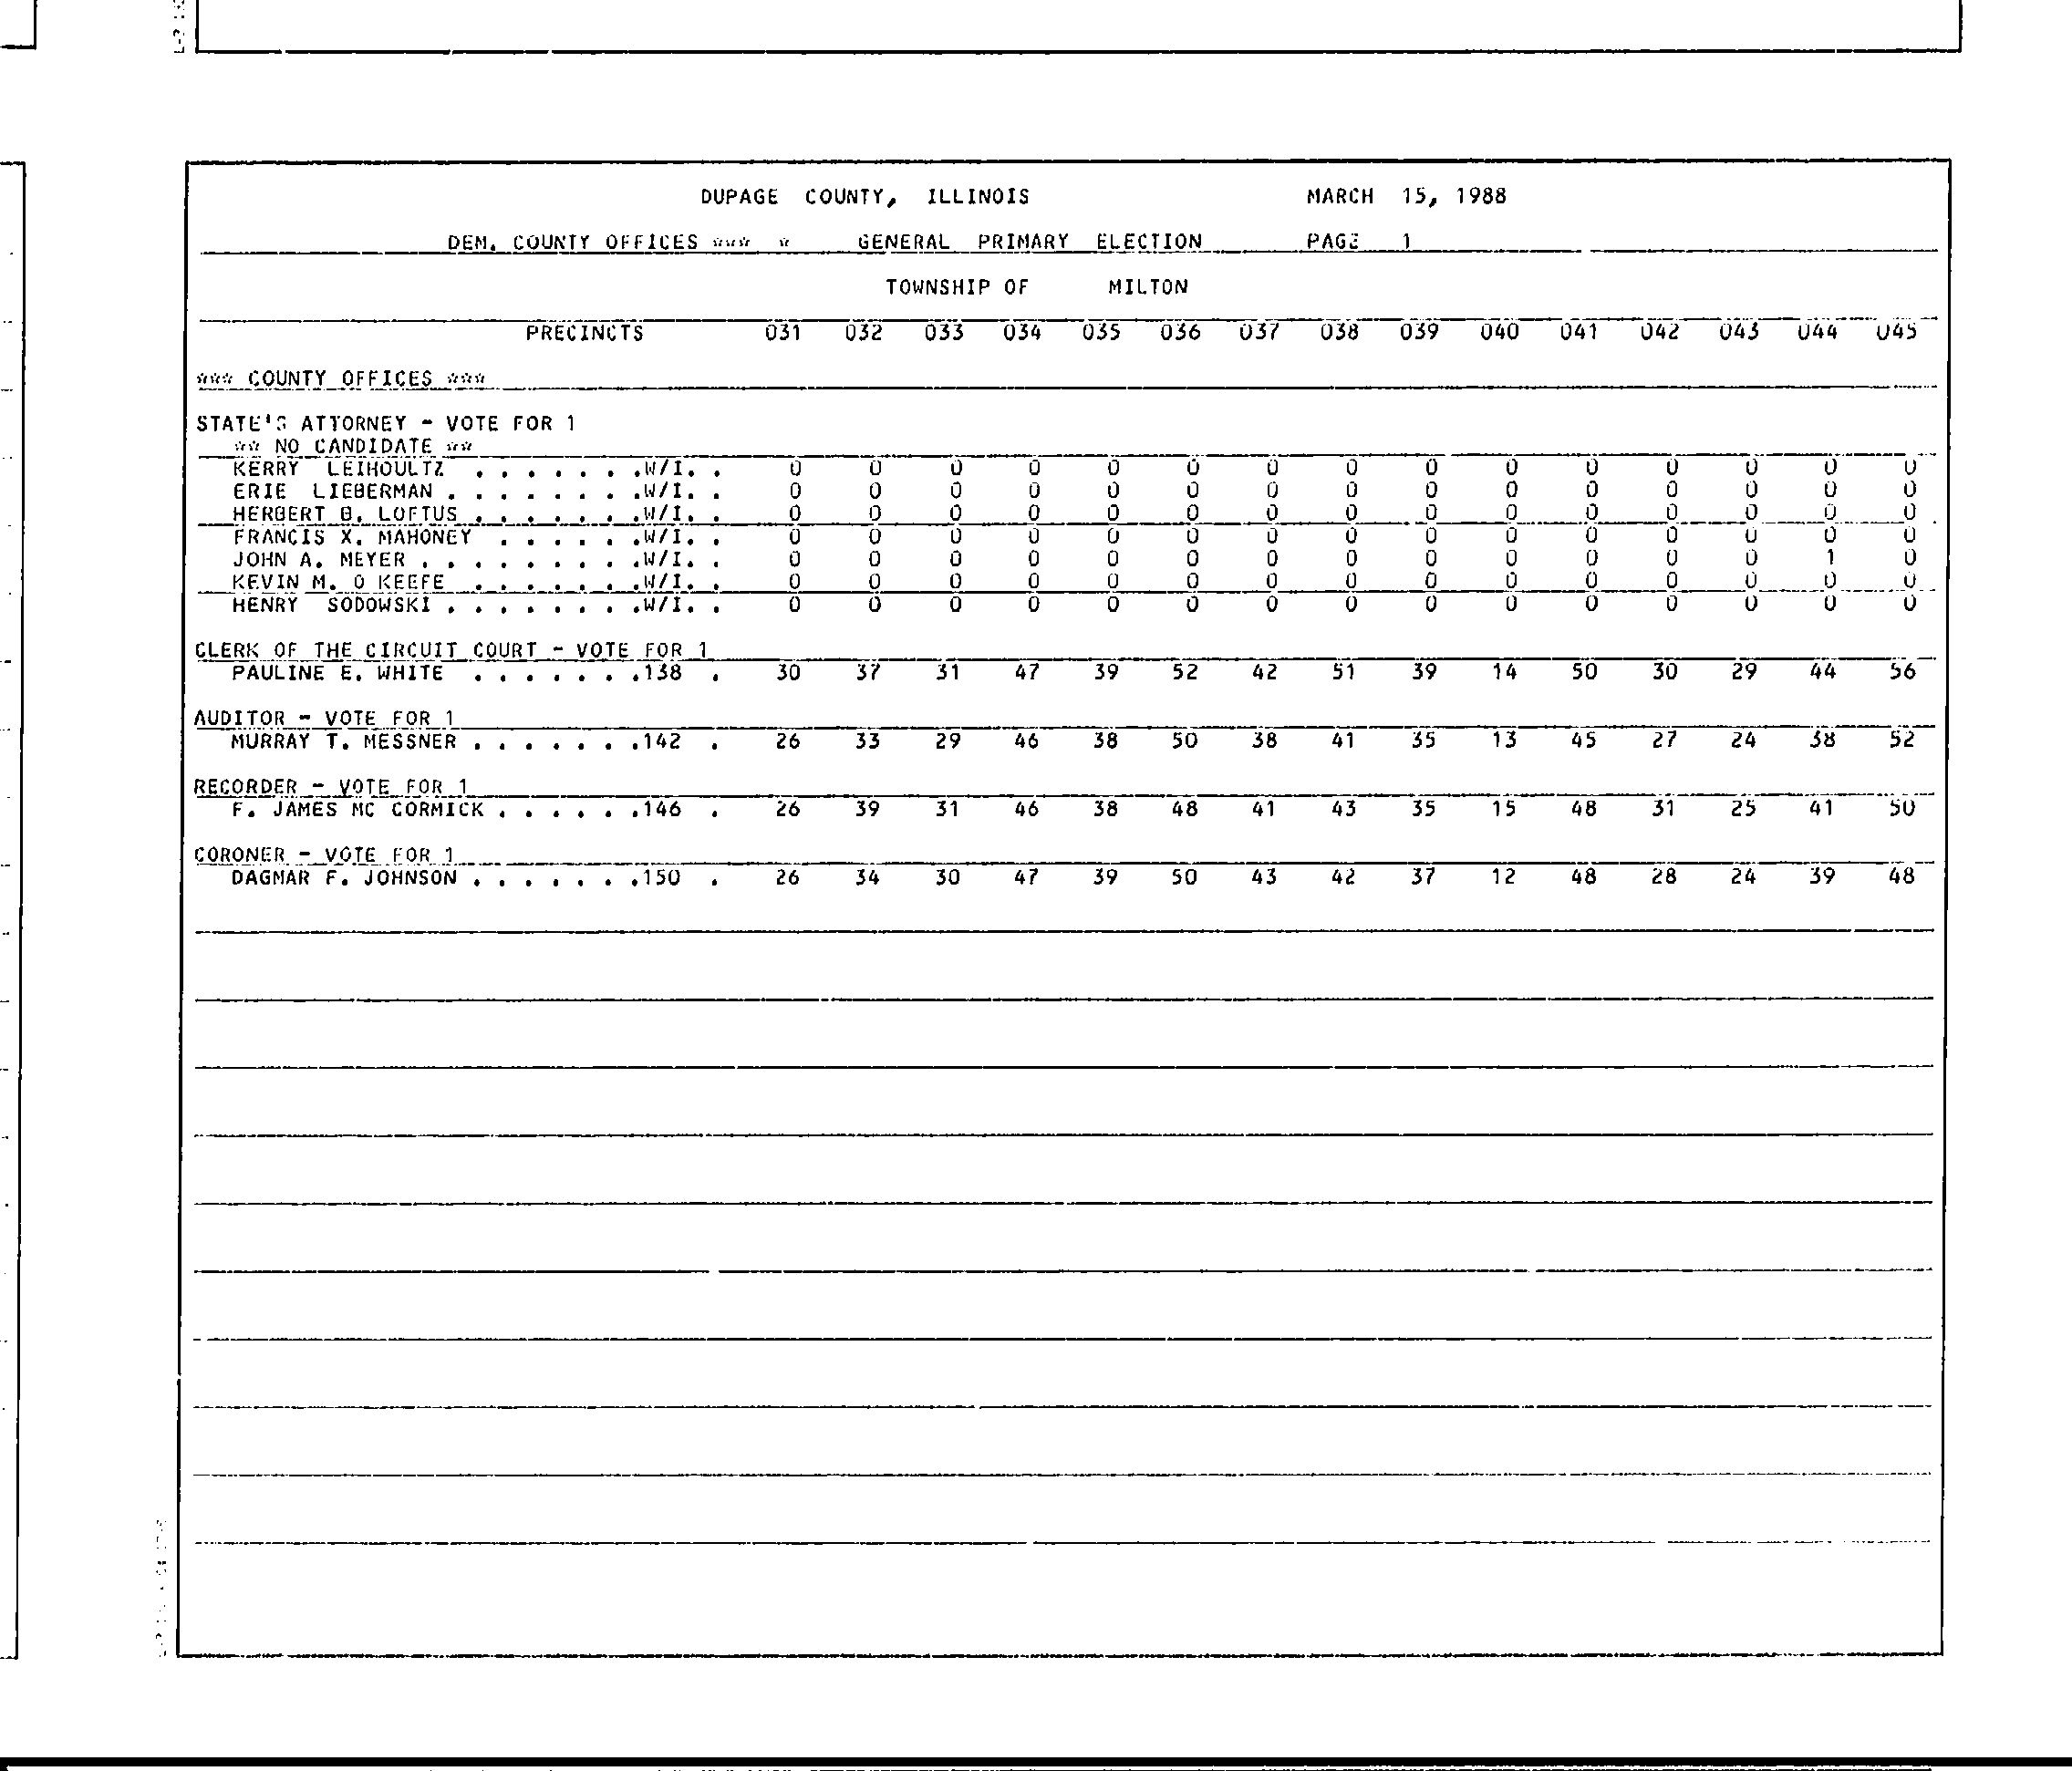 DUPAGE COUNTY, ILLINOIS MARCH 15, 1988
DEM. COUNTY OFFICES *** * GENERAL PRIMARY ELECTION PAGE 1
TOWNSHIP OF MILTON
PRECINCTS 031 032 033 034 035 036 037 038 039 040 041 042 043 044 045
*** COUNTY OFFICES ***
STATE'S ATTORNEY - VOTE FOR 1
** NO CANDIDATE **
KERRY LEIHOULTZ . . . . . . .W/I. . 0 0 0 0 0 0 0 0 0 0 0 0 0 0 0
ERIE LIEBERMAN . . . . . . . .W/I. . 0 0 0 0 0 0 0 0 0 0 0 0 0 0 0
HERBERT B. LOFTUS . . . . . . .W/I. . 0 0 0 0 0 0 0 0 0 0 0 0 0 0 0
FRANCIS X. MAHONEY . . . . . .W/I. . 0 0 0 0 0 0 0 0 0 0 0 0 0 0 0
JOHN A. MEYER . . . . . . . . .W/I. . 0 0 0 0 0 0 0 0 0 0 0 0 0 1 0
KEVIN M. O KEEFE . . . . . . .W/I. . 0 0 0 0 0 0 0 0 0 0 0 0 0 0 0
HENRY SODOWSKI . . . . . . . .W/I. . 0 0 0 0 0 0 0 0 0 0 0 0 0 0 0
CLERK OF THE CIRCUIT COURT - VOTE FOR 1
PAULINE E. WHITE . . . . . . .138 . 30 37 31 47 39 52 42 51 39 14 50 30 29 44 56
AUDITOR - VOTE FOR 1
MURRAY T. MESSNER . . . . . . .142 . 26 33 29 46 38 50 38 41 35 13 45 27 24 38 52
RECORDER - VOTE FOR 1
F. JAMES MC CORMICK . . . . . .146 . 26 39 31 46 38 48 41 43 35 15 48 31 25 41 50
CORONER - VOTE FOR 1
DAGMAR F. JOHNSON . . . . . . .150 . 26 34 30 47 39 50 43 42 37 12 48 28 24 39 48